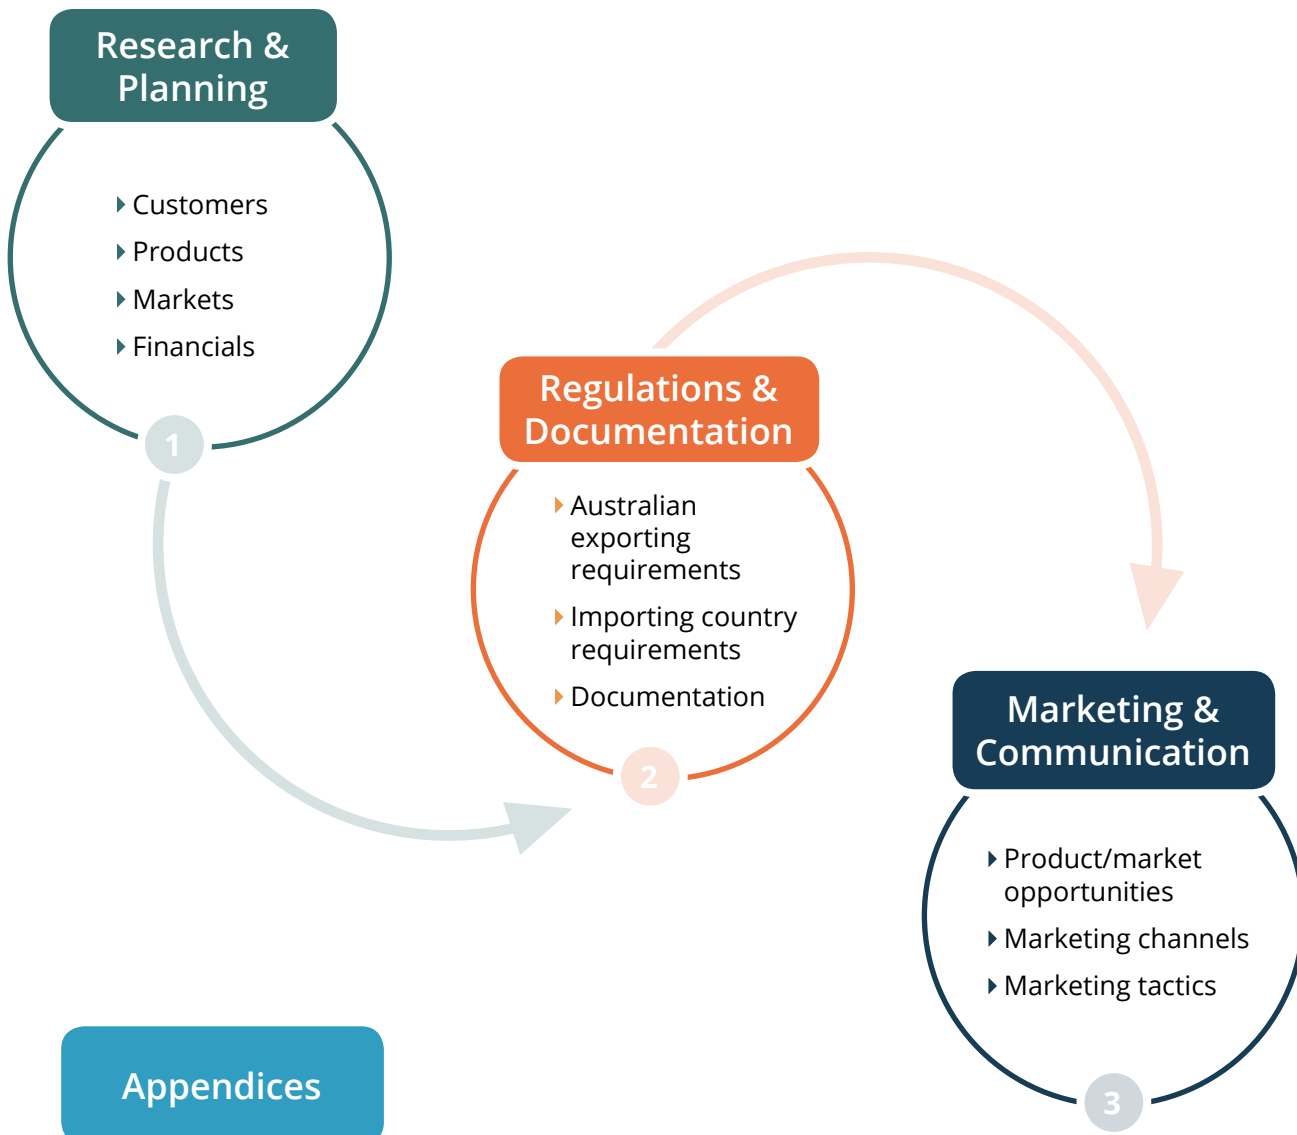 Research &
Planning
Customers
Products
Markets
Financials
1
Regulations &
Documentation
Australian
exporting
requirements
Importing country
requirements
Documentation
2
Marketing &
Communication
Product/market
opportunities
Marketing channels
Marketing tactics
3
Appendices